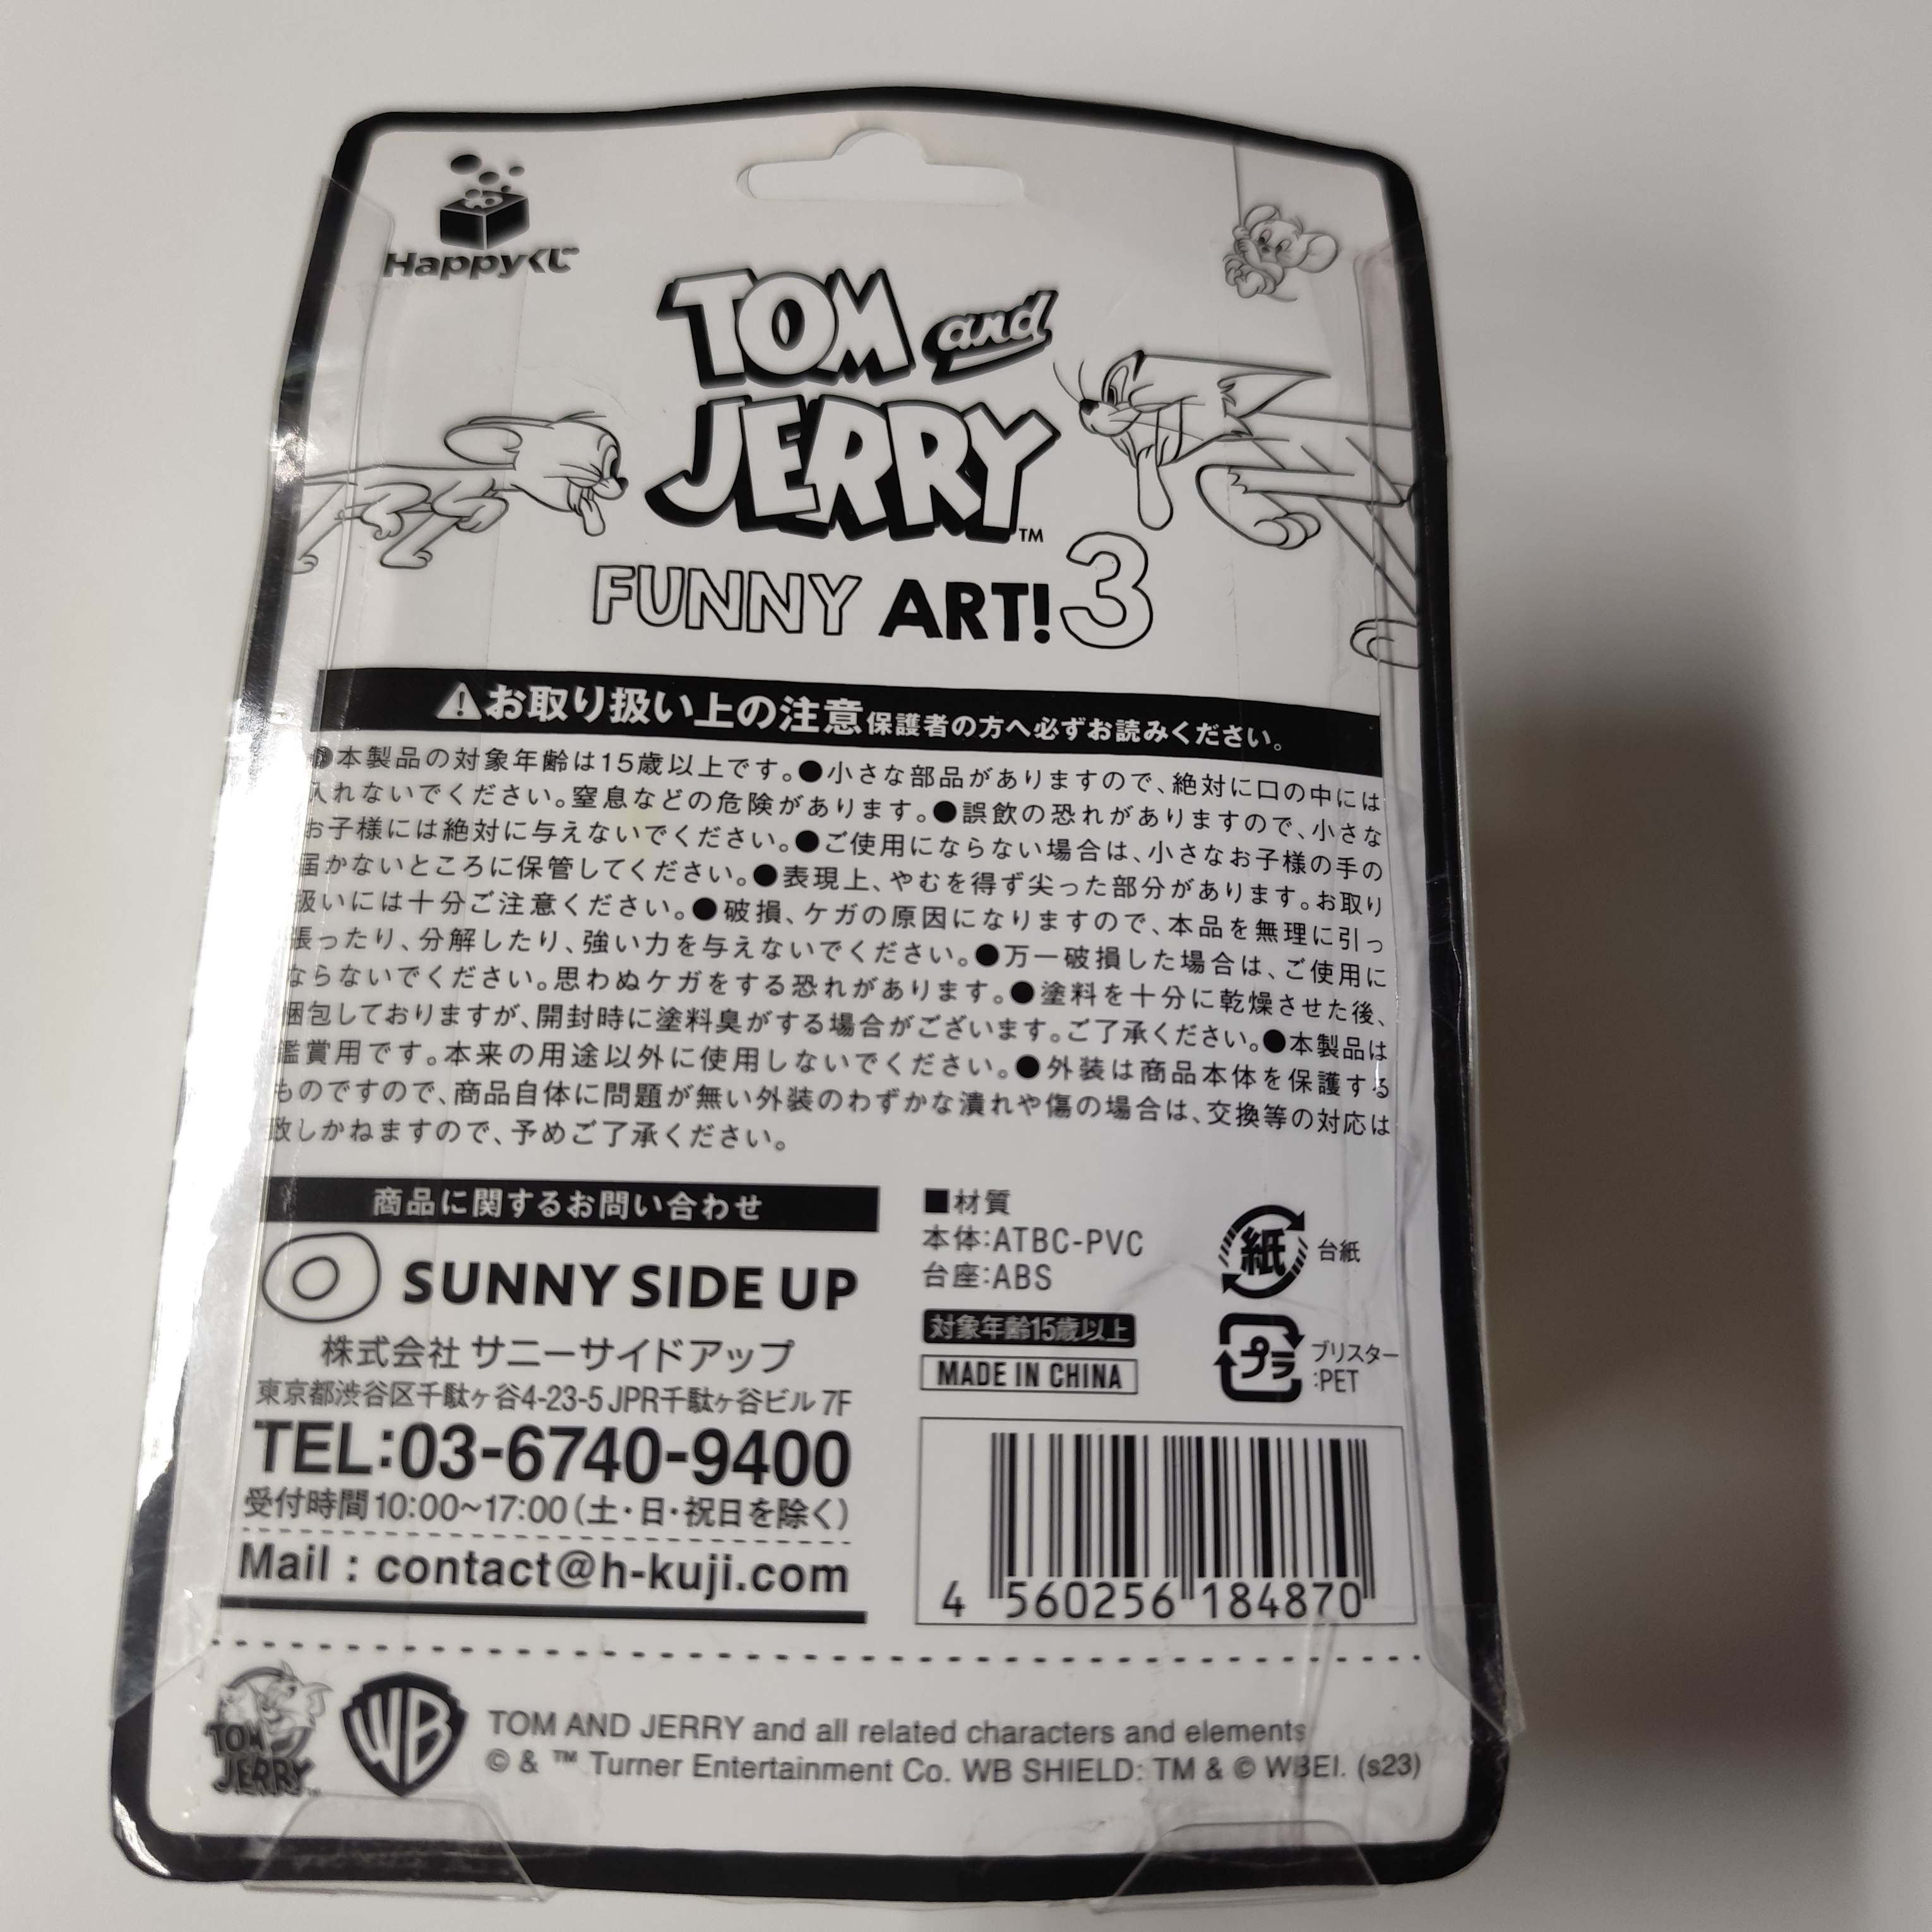 Happyくじ
TOM and
JERRY™
FUNNY ART! 3
お取り扱い上の注意 保護者の方へ必ずお読みください。
●本製品の対象年齢は15歳以上です。●小さな部品がありますので、絶対に口の中には
入れないでください。窒息などの危険があります。●誤飲の恐れがありますので、小さな
お子様には絶対に与えないでください。●ご使用にならない場合は、小さなお子様の手の
届かないところに保管してください。●表現上、やむを得ず尖った部分があります。お取り
扱いには十分ご注意ください。●破損、ケガの原因になりますので、本品を無理に引っ
張ったり、分解したり、強い力を与えないでください。●万一破損した場合は、ご使用に
ならないでください。思わぬケガをする恐れがあります。●塗料を十分に乾燥させた後、
梱包しておりますが、開封時に塗料臭がする場合がございます。ご了承ください。●本製品は
鑑賞用です。本来の用途以外に使用しないでください。●外装は商品本体を保護する
ものですので、商品自体に問題が無い外装のわずかな潰れや傷の場合は、交換等の対応は
致しかねますので、予めご了承ください。
商品に関するお問い合わせ
SUNNY SIDE UP
株式会社 サニーサイドアップ
東京都渋谷区千駄ヶ谷4-23-5 JPR千駄ヶ谷ビル 7F
TEL:03-6740-9400
受付時間10:00~17:00(土・日・祝日を除く)
Mail : contact@h-kuji.com
■材質
本体:ATBC-PVC
台座:ABS
対象年齢15歳以上
MADE IN CHINA
紙 台紙
プラ ブリスター
:PET
4 560256 184870
TOM and
JERRY™
WB
TOM AND JERRY and all related characters and elements
© & ™ Turner Entertainment Co. WB SHIELD: TM & © WBEI. (s23)